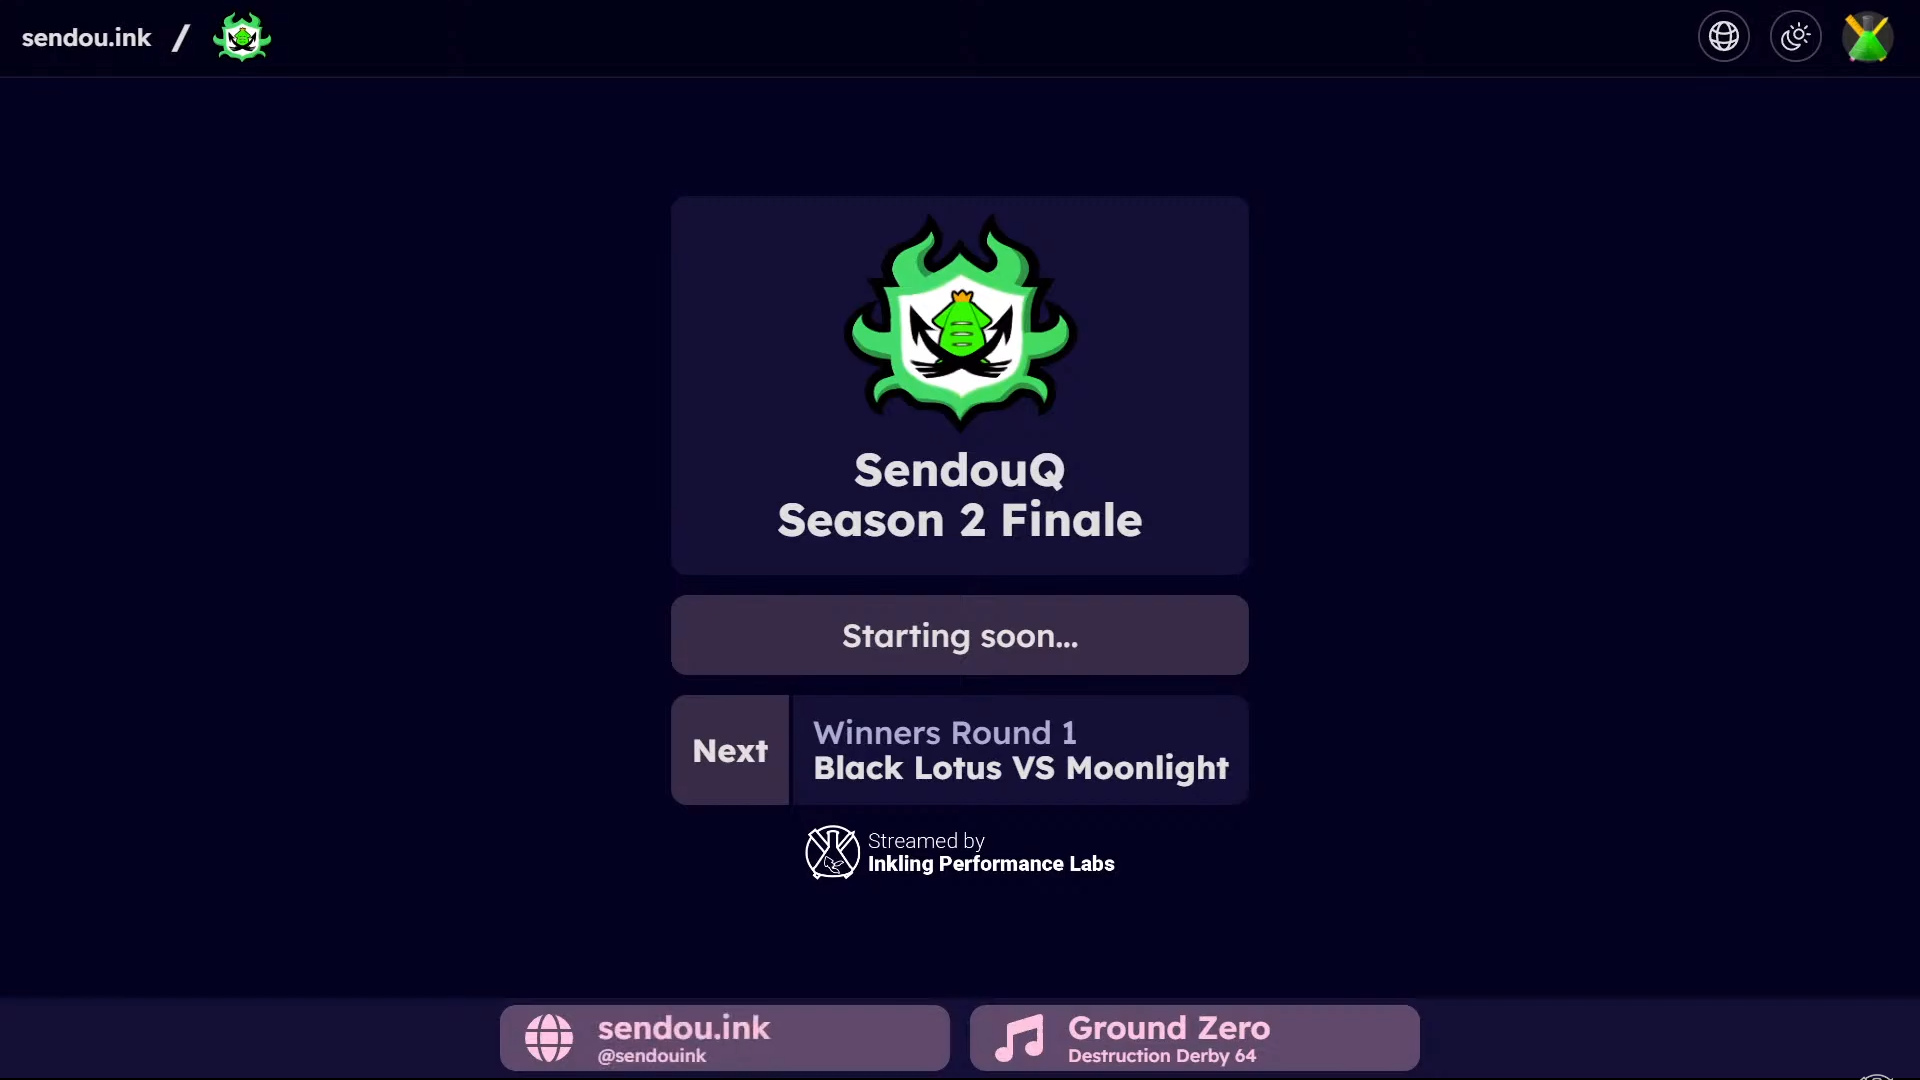 sendou.ink /
SendouQ
Season 2 Finale
Starting soon...
Next
Winners Round 1
Black Lotus VS Moonlight
Streamed by
Inkling Performance Labs
sendou.ink
@sendouink
Ground Zero
Destruction Derby 64